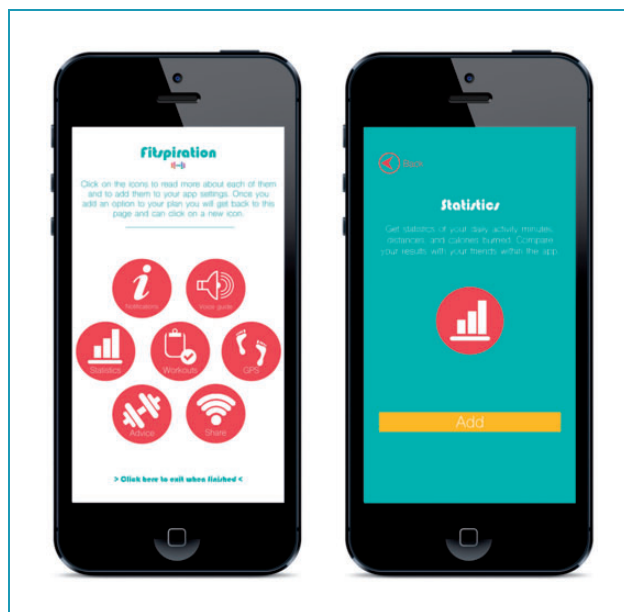 Fitspiration
Click on the icons to read more about each of them
and to add them to your app settings. Once you
add an option to your plan you will get back to this
page and can click on a new icon.
Notifications
Voice guide
Statistics
Workouts
GPS
Advice
Share
> Click here to exit when finished <
Back
Statistics
Get statistics of your daily activity minutes,
distances, and calories burned. Compare
your results with your friends within the app
Add